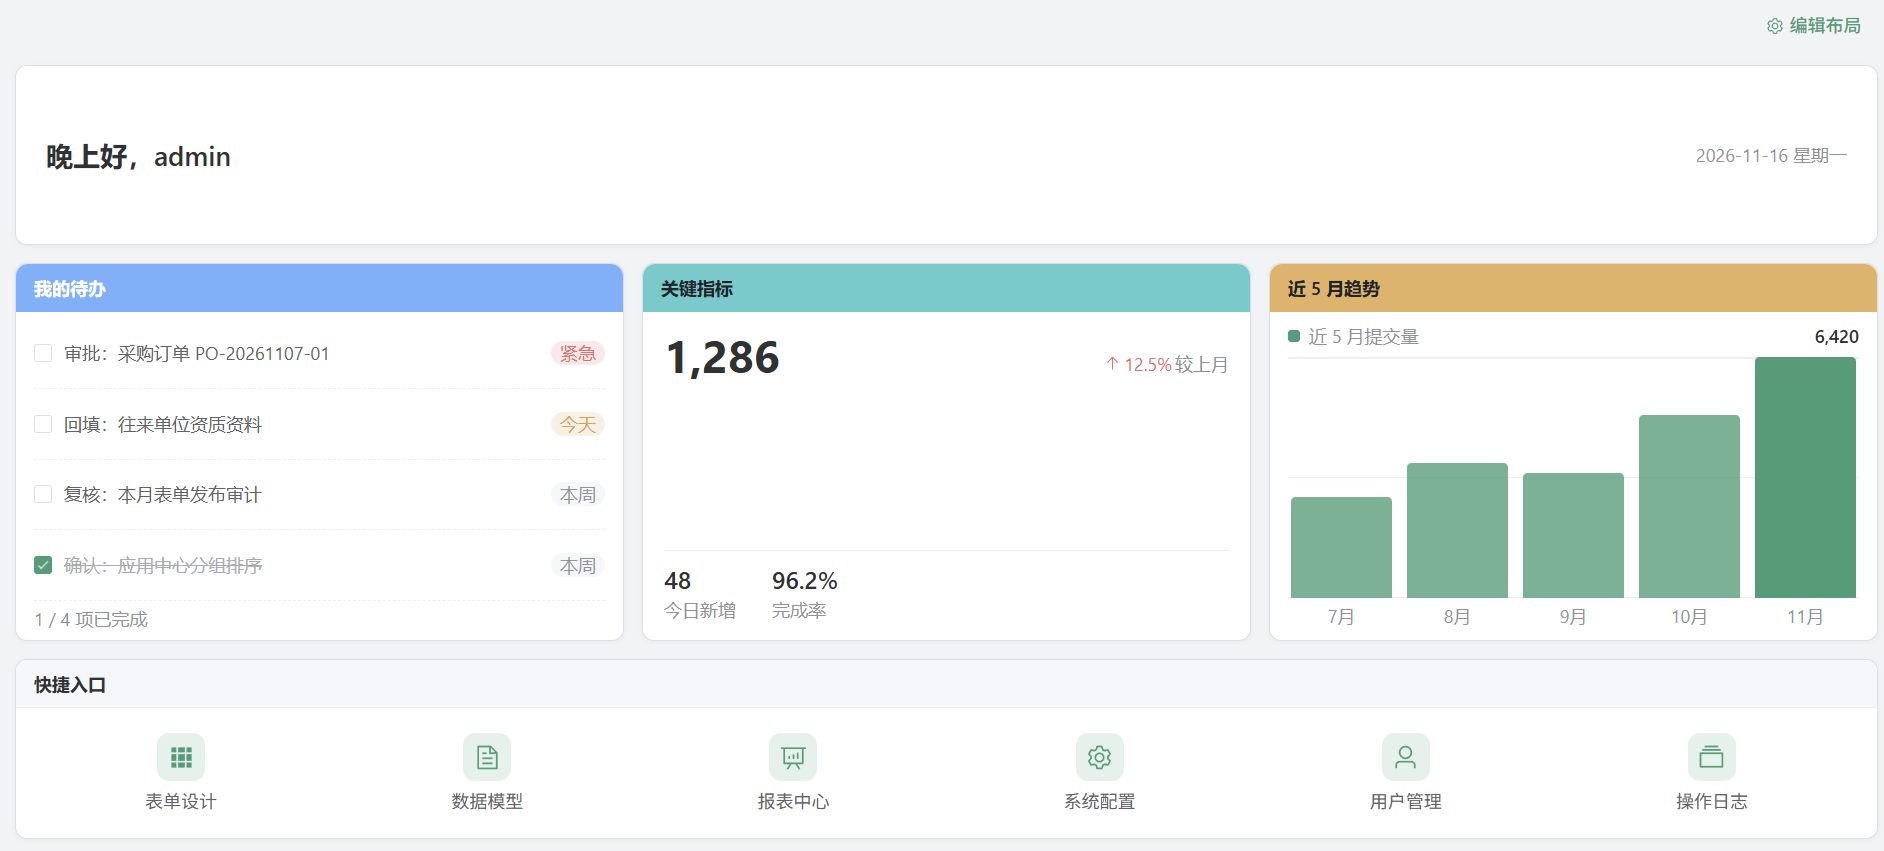 编辑布局
晚上好，admin
2026-11-16 星期一
我的待办
审批：采购订单 PO-20261107-01
紧急
回填：往来单位资质资料
今天
复核：本月表单发布审计
本周
确认：应用中心分组排序
本周
1 / 4 项已完成
关键指标
1,286
↑ 12.5% 较上月
48
今日新增
96.2%
完成率
近 5 月趋势
近 5 月提交量
6,420
7月
8月
9月
10月
11月
快捷入口
表单设计
数据模型
报表中心
系统配置
用户管理
操作日志